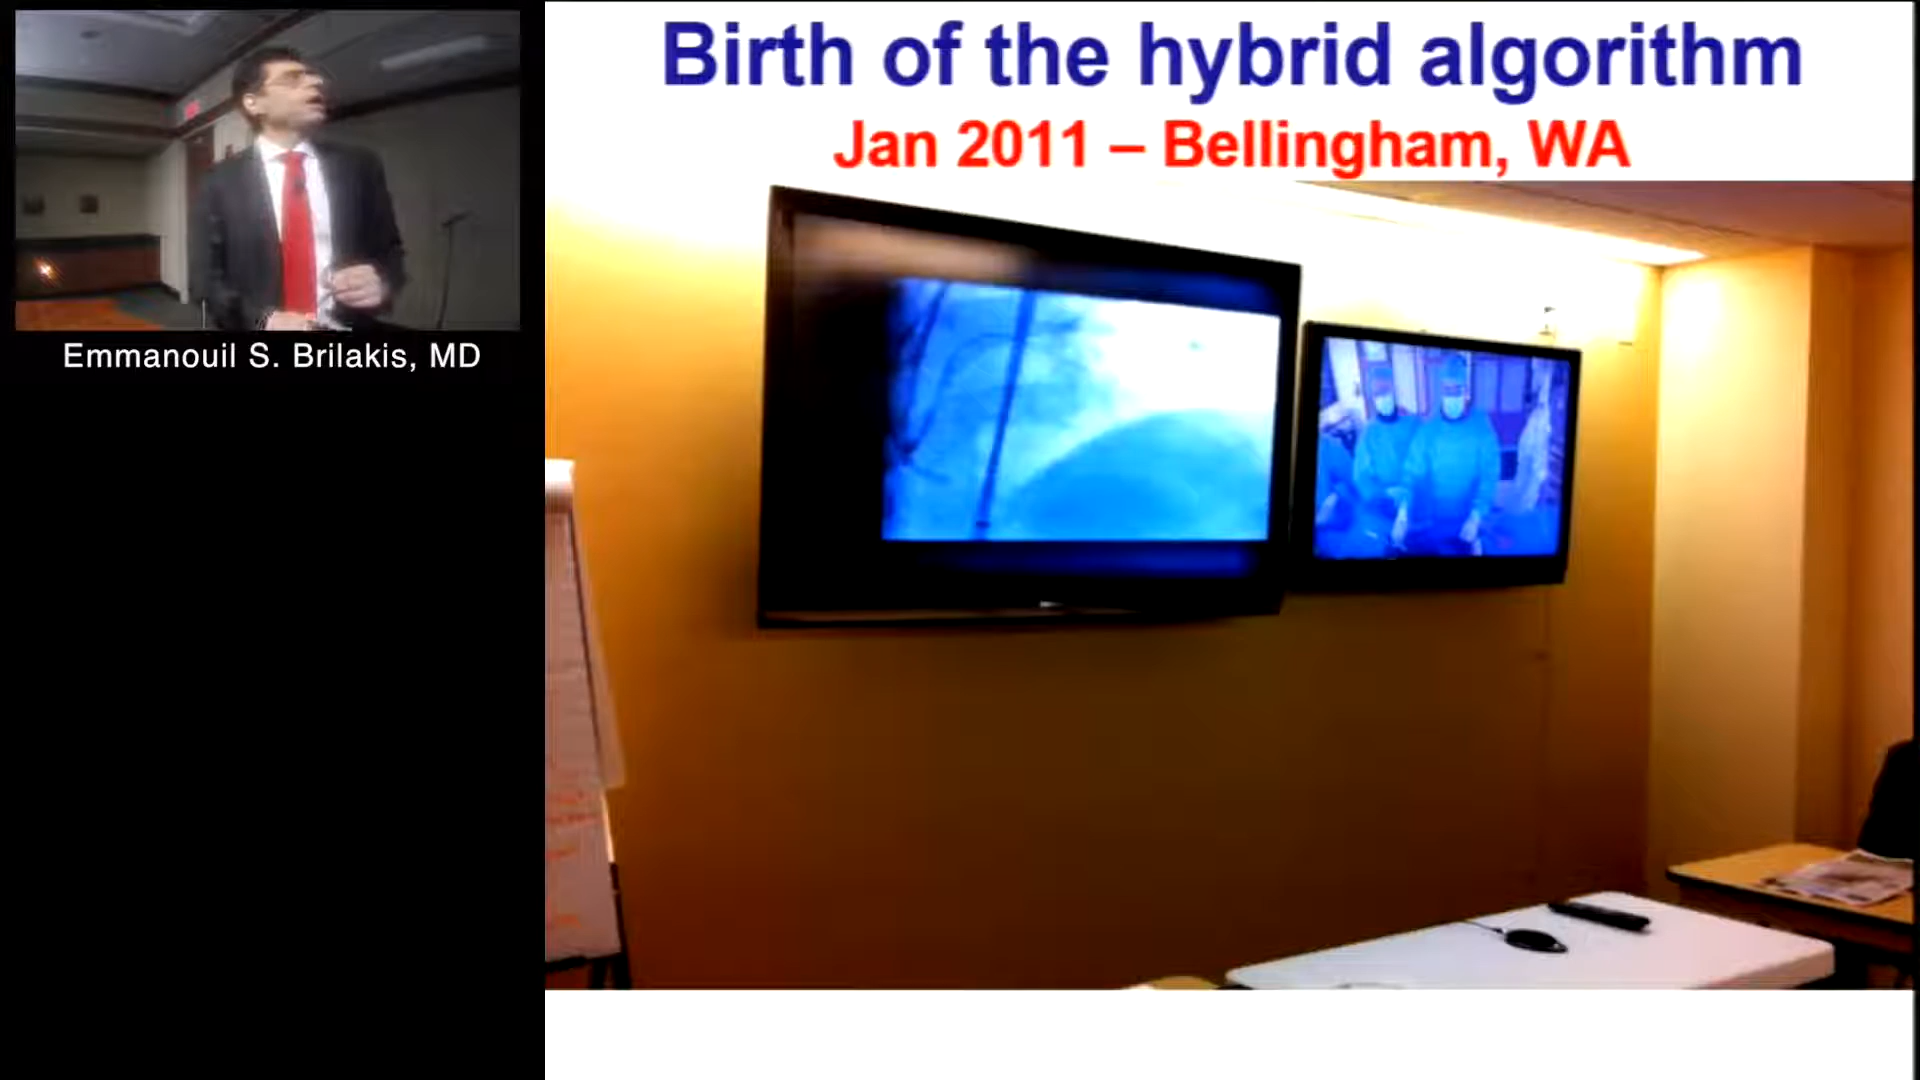 Birth of the hybrid algorithm
Jan 2011 – Bellingham, WA
Emmanouil S. Brilakis, MD